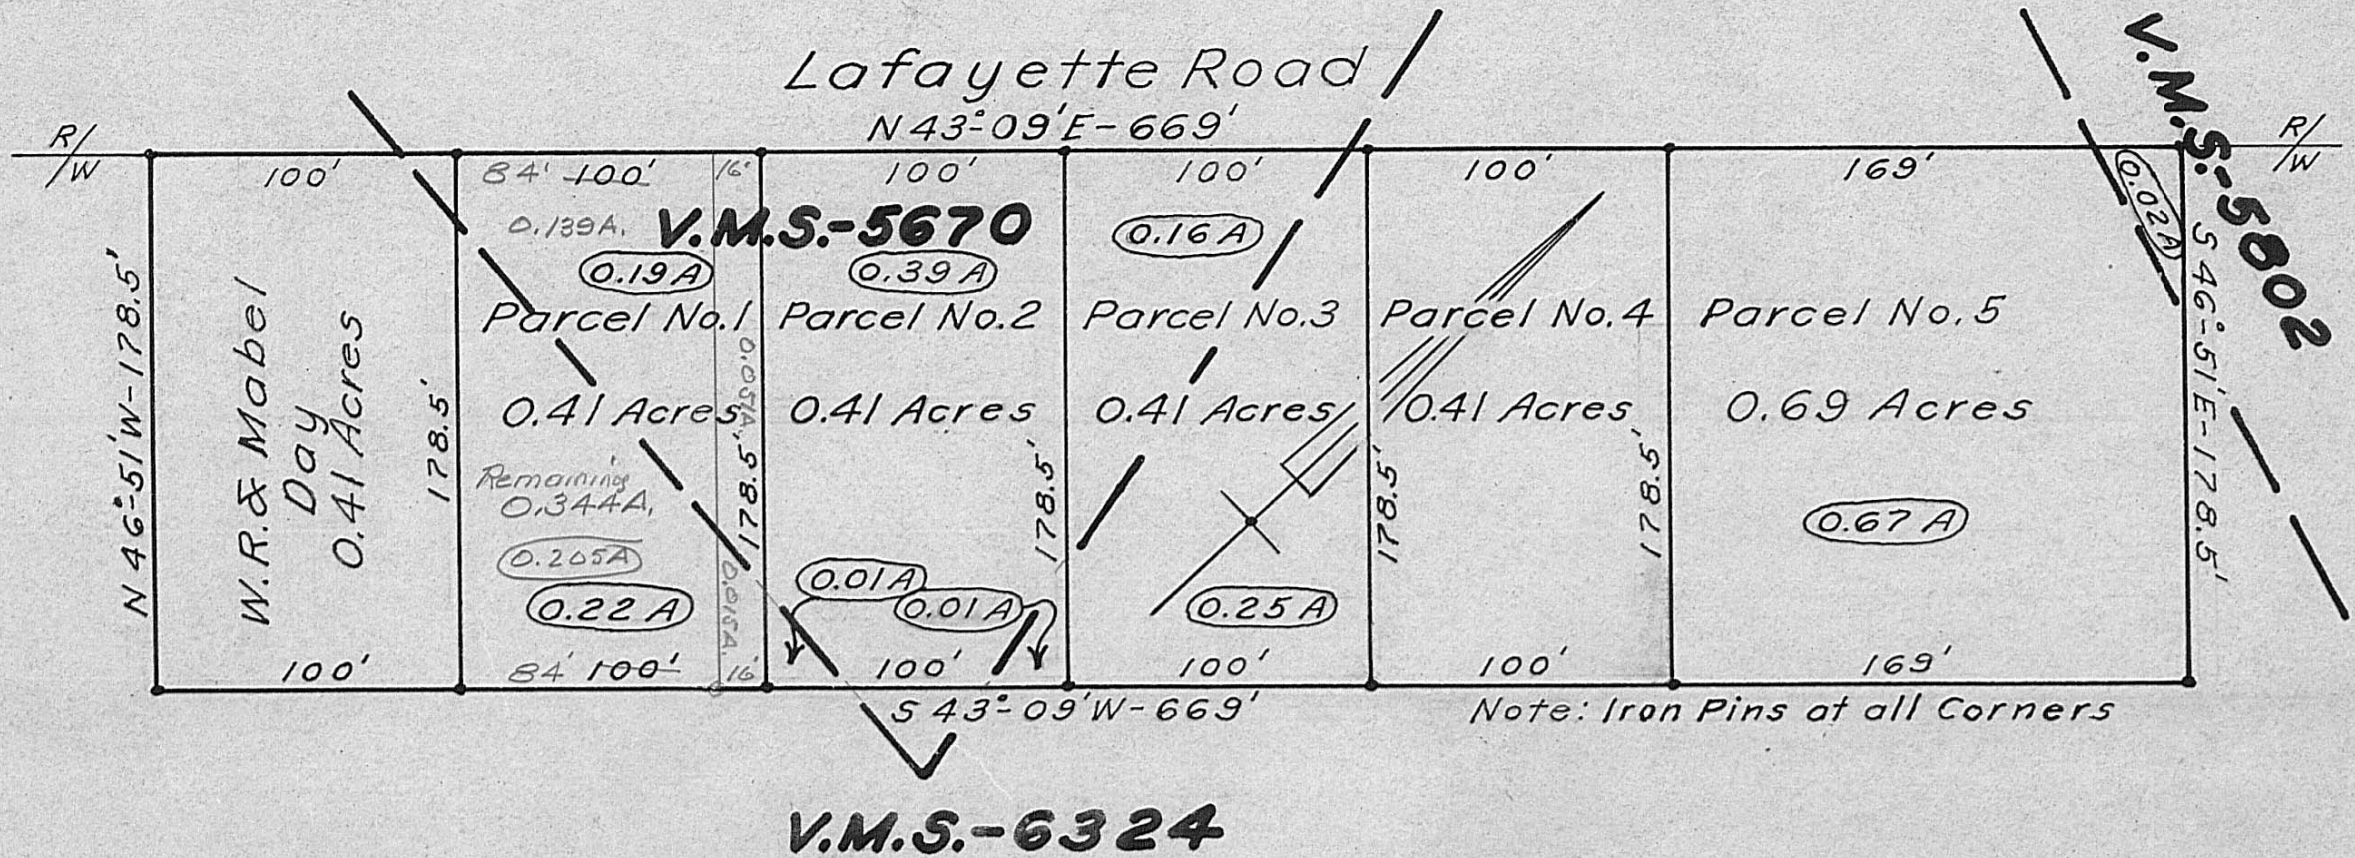 Lafayette Road
N 43°-09'E-669'
R/W
R/W
V.M.S.-5802
100'
84' 100'
16'
100'
100'
100'
169'
0.139A.
V.M.S.-5670
0.19A
0.39A
0.16A
0.02A
Parcel No.1
Parcel No.2
Parcel No.3
Parcel No.4
Parcel No.5
0.41 Acres
0.41 Acres
0.41 Acres
0.41 Acres
0.69 Acres
N 46°-51'W-178.5'
W.R. & Mabel
Day
0.41 Acres
178.5'
0.051A.
178.5'
178.5'
178.5'
178.5'
S 46°-51'E-178.5'
Remaining
0.344A.
0.205A
0.22A
0.015A.
0.01A
0.01A
0.25A
0.67A
100'
84' 100'
16'
100'
100'
100'
169'
S 43°-09'W-669'
Note: Iron Pins at all Corners
V.M.S.-6324